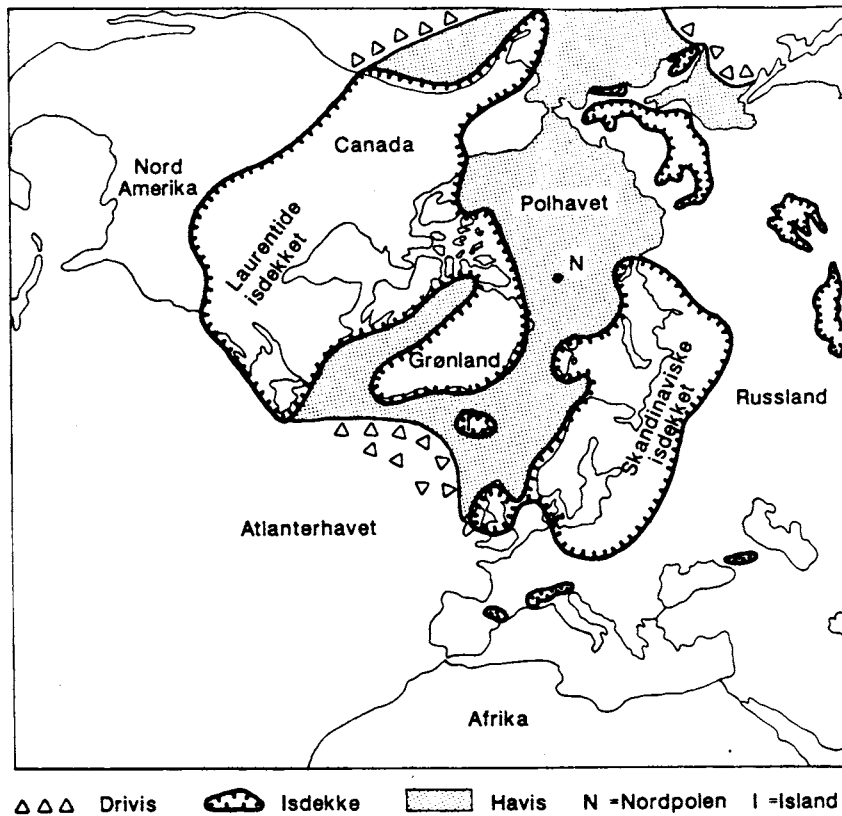 Nord
Amerika
Canada
Laurentide
isdekket
Polhavet
N
Grønland
I
Skandinaviske
isdekket
Russland
Atlanterhavet
Afrika
Drivis Isdekke Havis N =Nordpolen I =Island